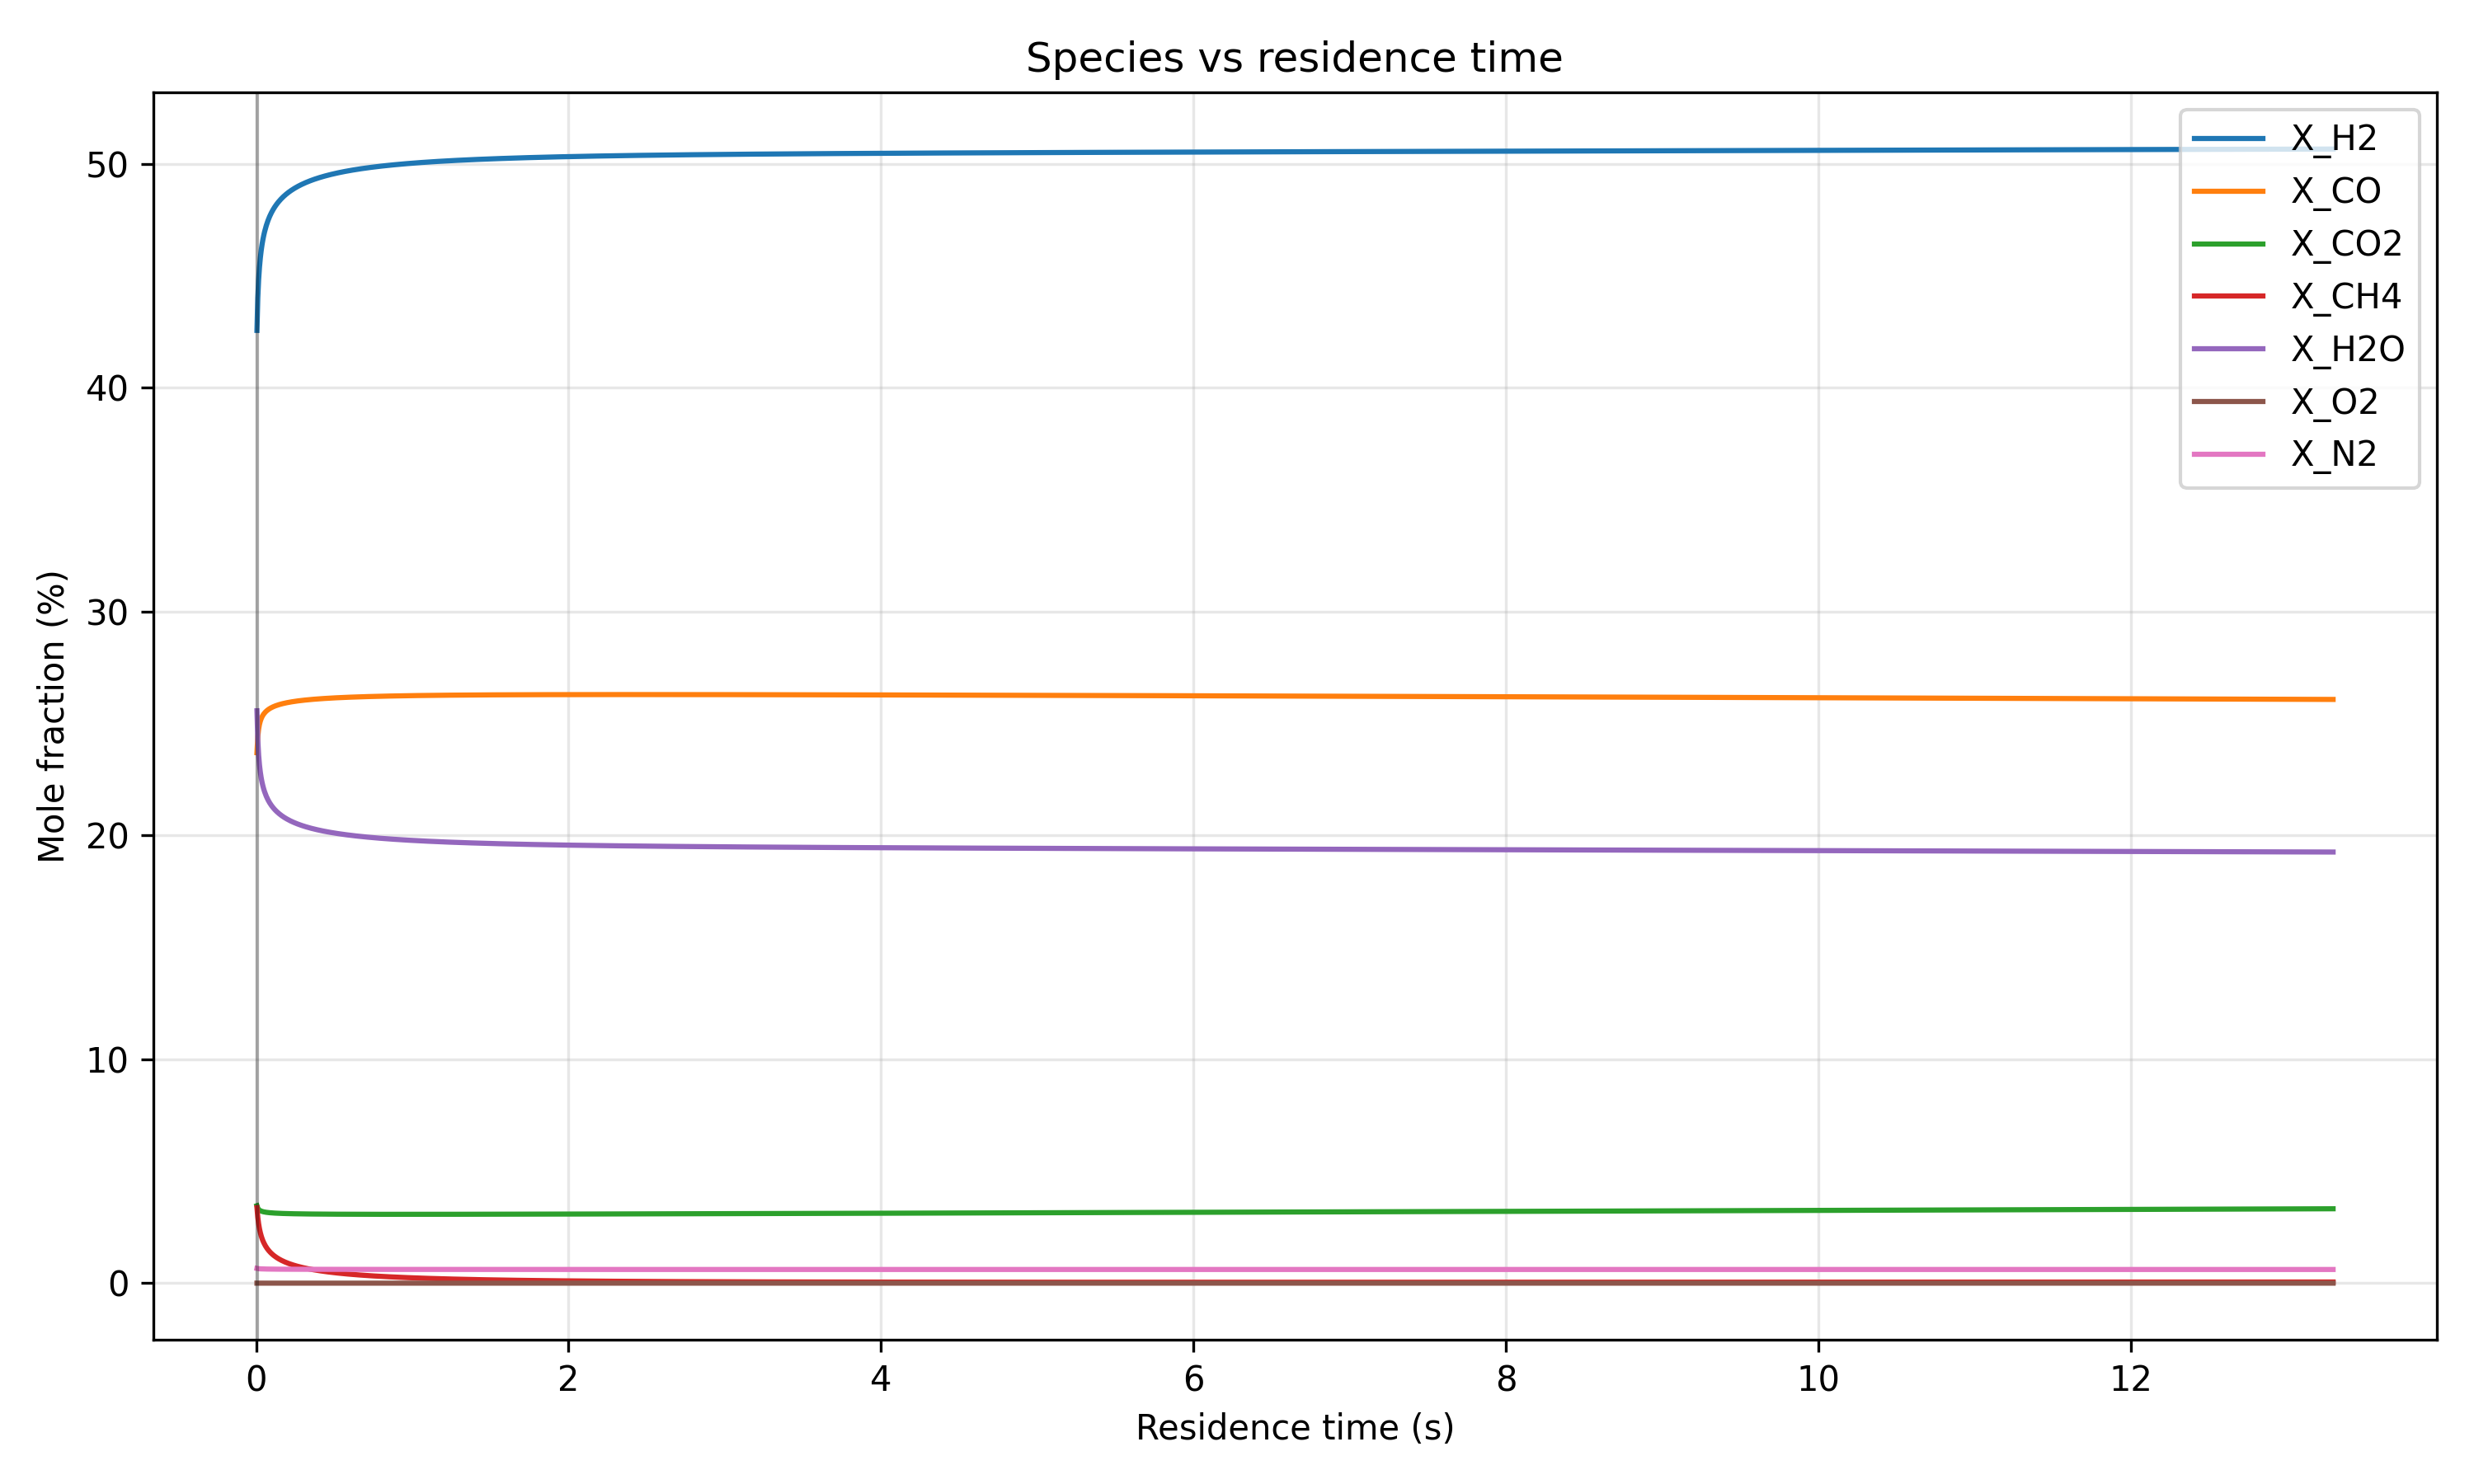 Species vs residence time
Mole fraction (%)
50
40
30
20
10
0
X_H2
X_CO
X_CO2
X_CH4
X_H2O
X_O2
X_N2
0 2 4 6 8 10 12
Residence time (s)